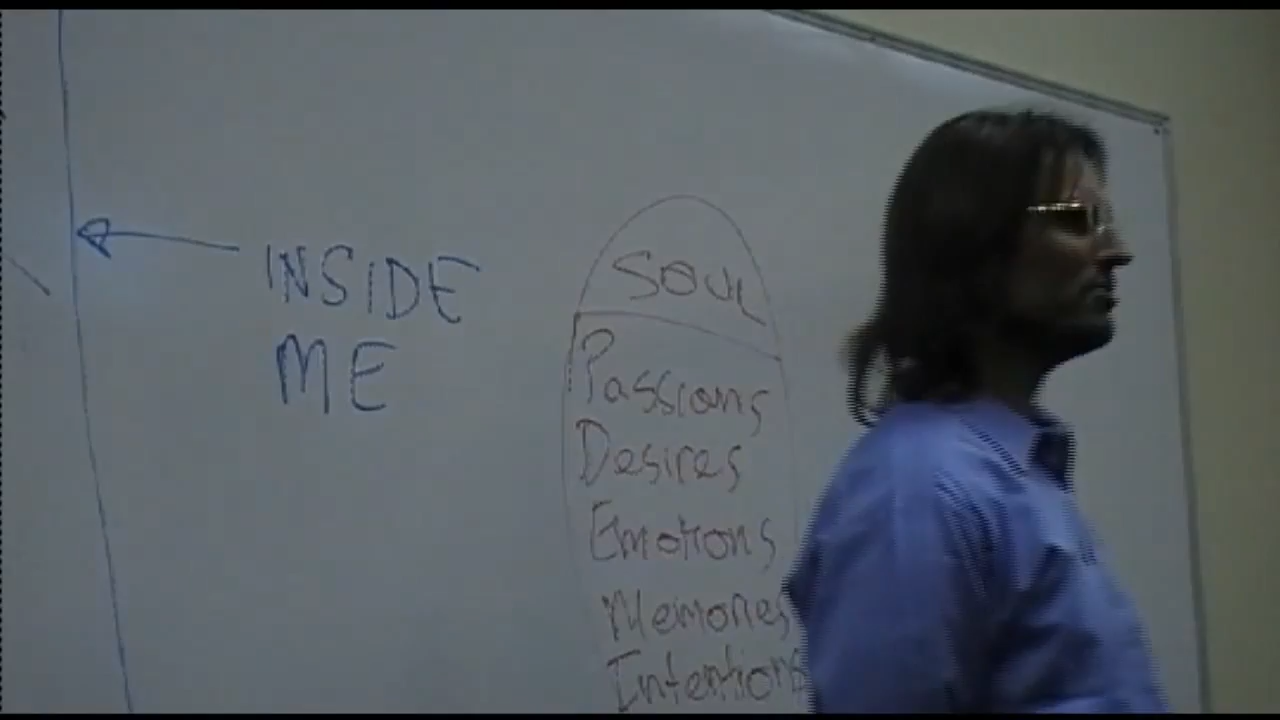 INSIDE
ME
SOUL
Passions
Desires
Emotions
Memories
Intentions